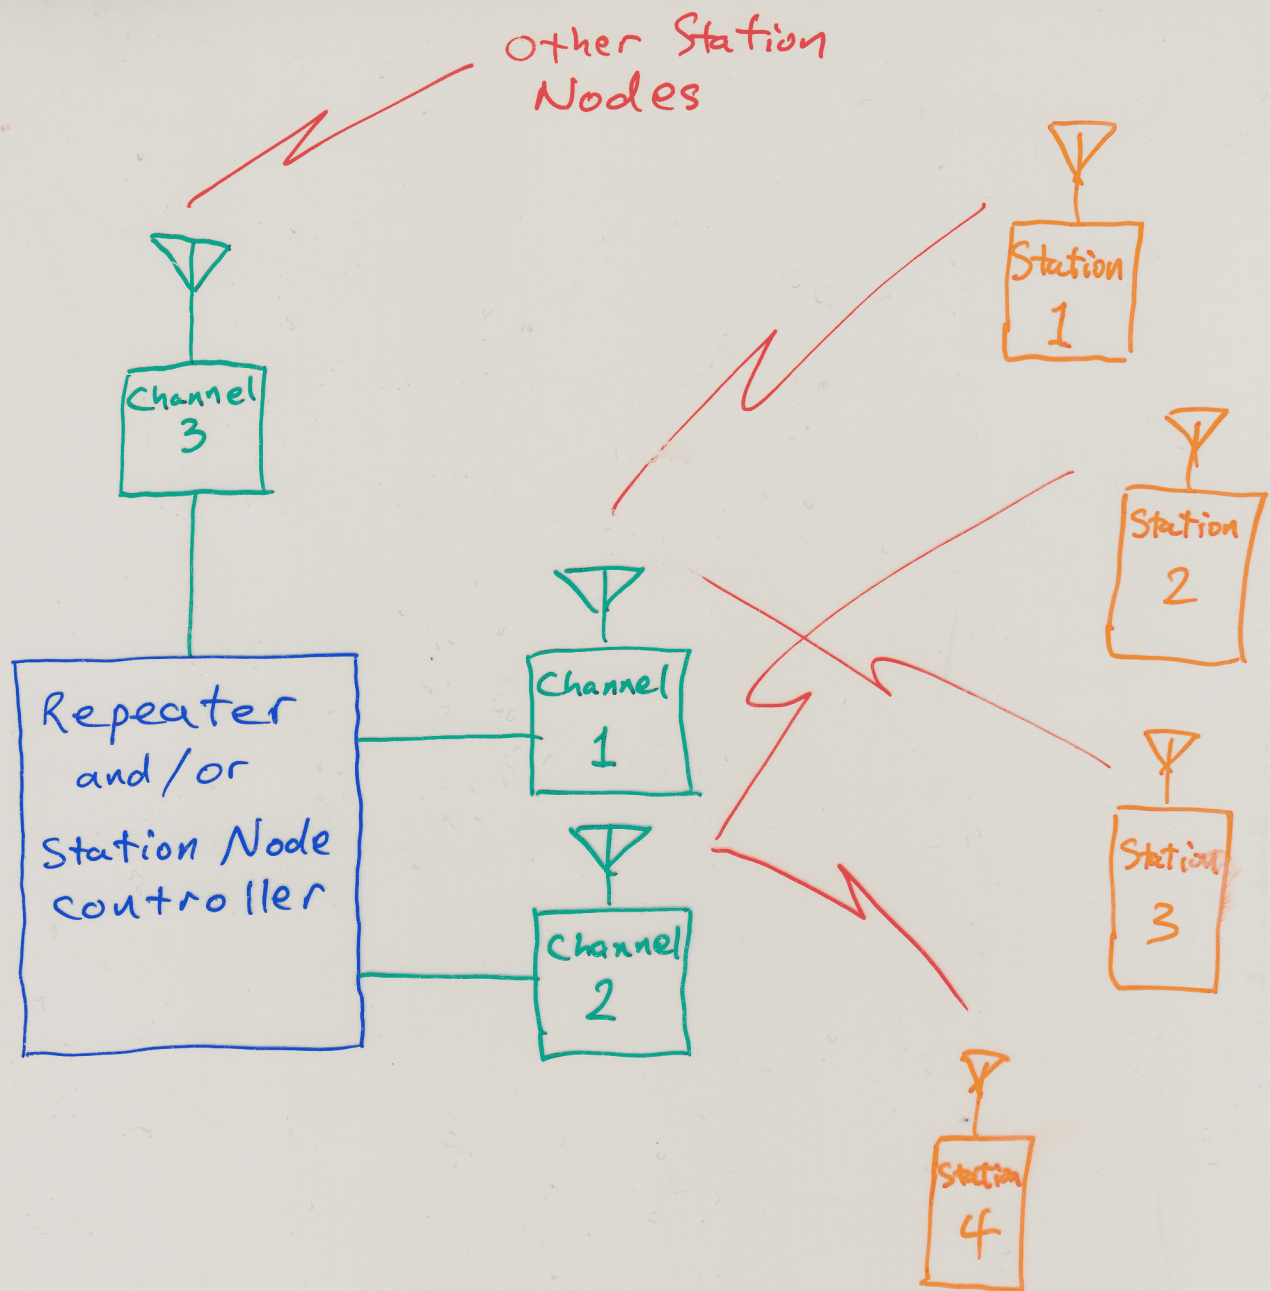 Other Station
Nodes
Station
1
Channel
3
Station
2
Channel
1
Repeater
and/or
Station Node
controller
Station
3
Channel
2
Station
4